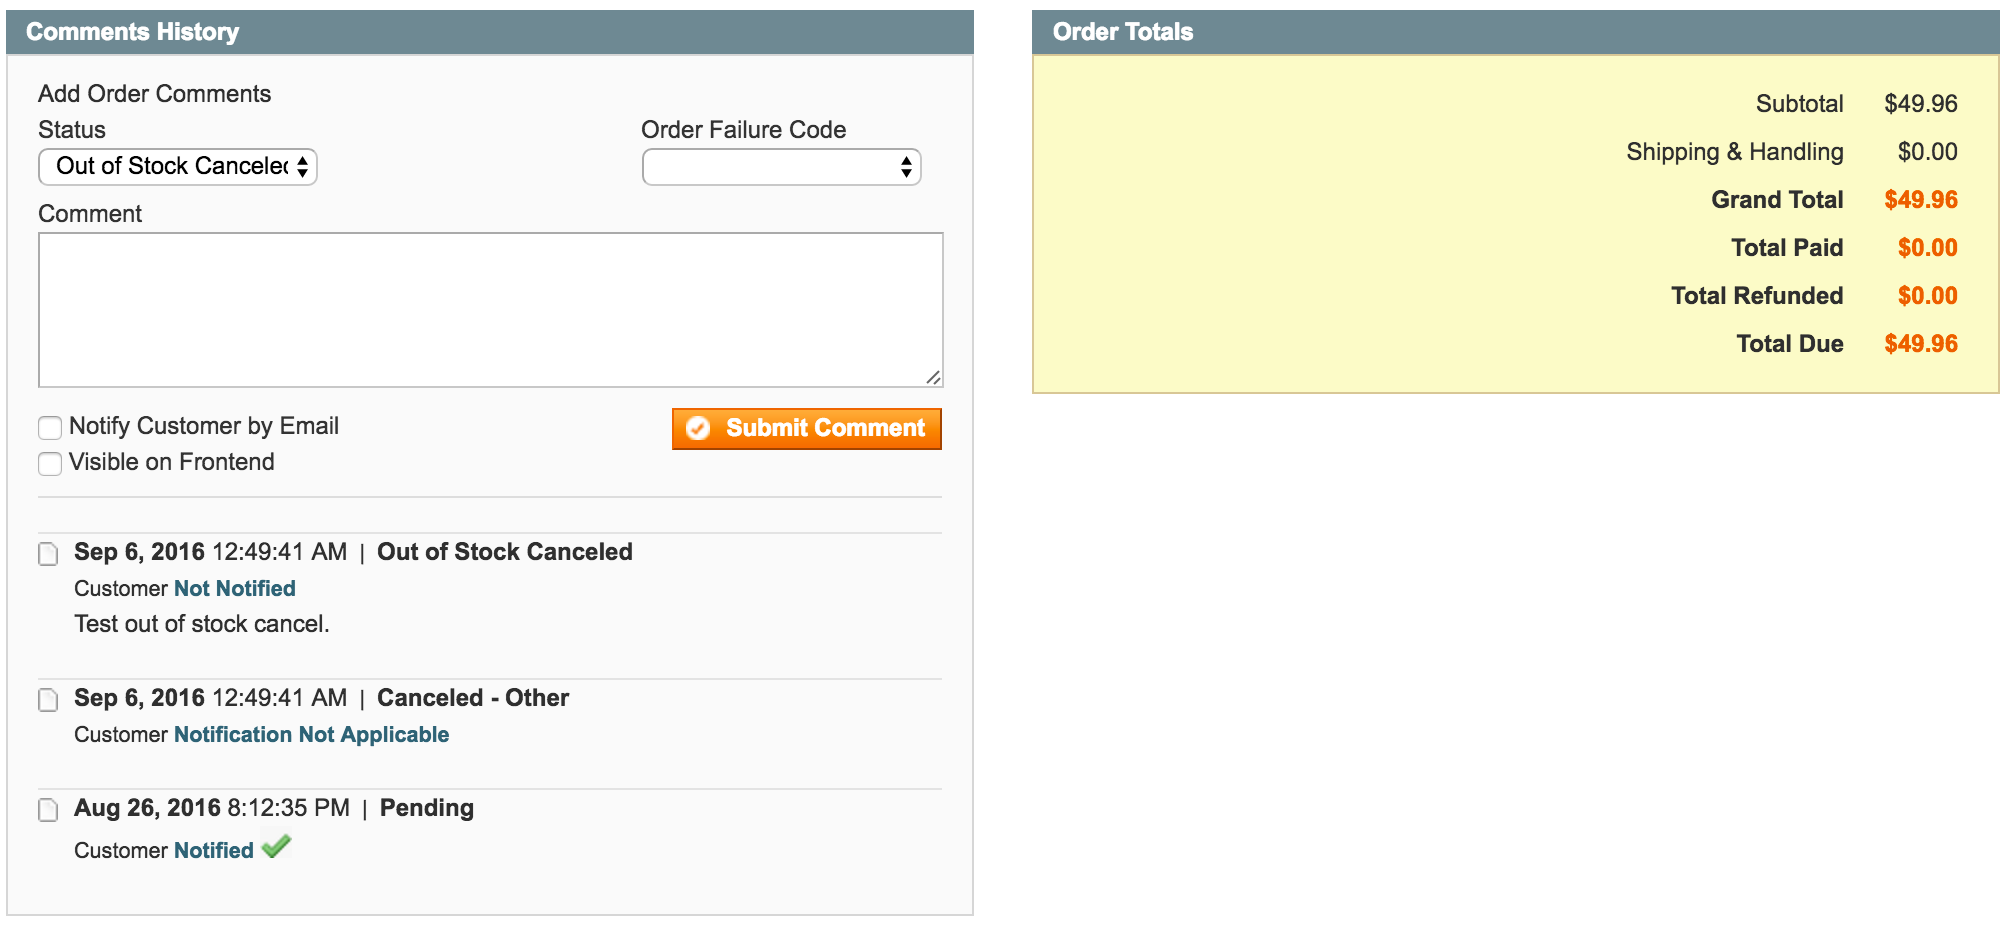 Comments History
Add Order Comments
Status
Order Failure Code
Out of Stock Cancelec
Comment
Notify Customer by Email
Submit Comment
Visible on Frontend
Sep 6, 2016 12:49:41 AM | Out of Stock Canceled
Customer Not Notified
Test out of stock cancel.
Sep 6, 2016 12:49:41 AM | Canceled - Other
Customer Notification Not Applicable
Aug 26, 2016 8:12:35 PM | Pending
Customer Notified
Order Totals
Subtotal $49.96
Shipping & Handling $0.00
Grand Total $49.96
Total Paid $0.00
Total Refunded $0.00
Total Due $49.96